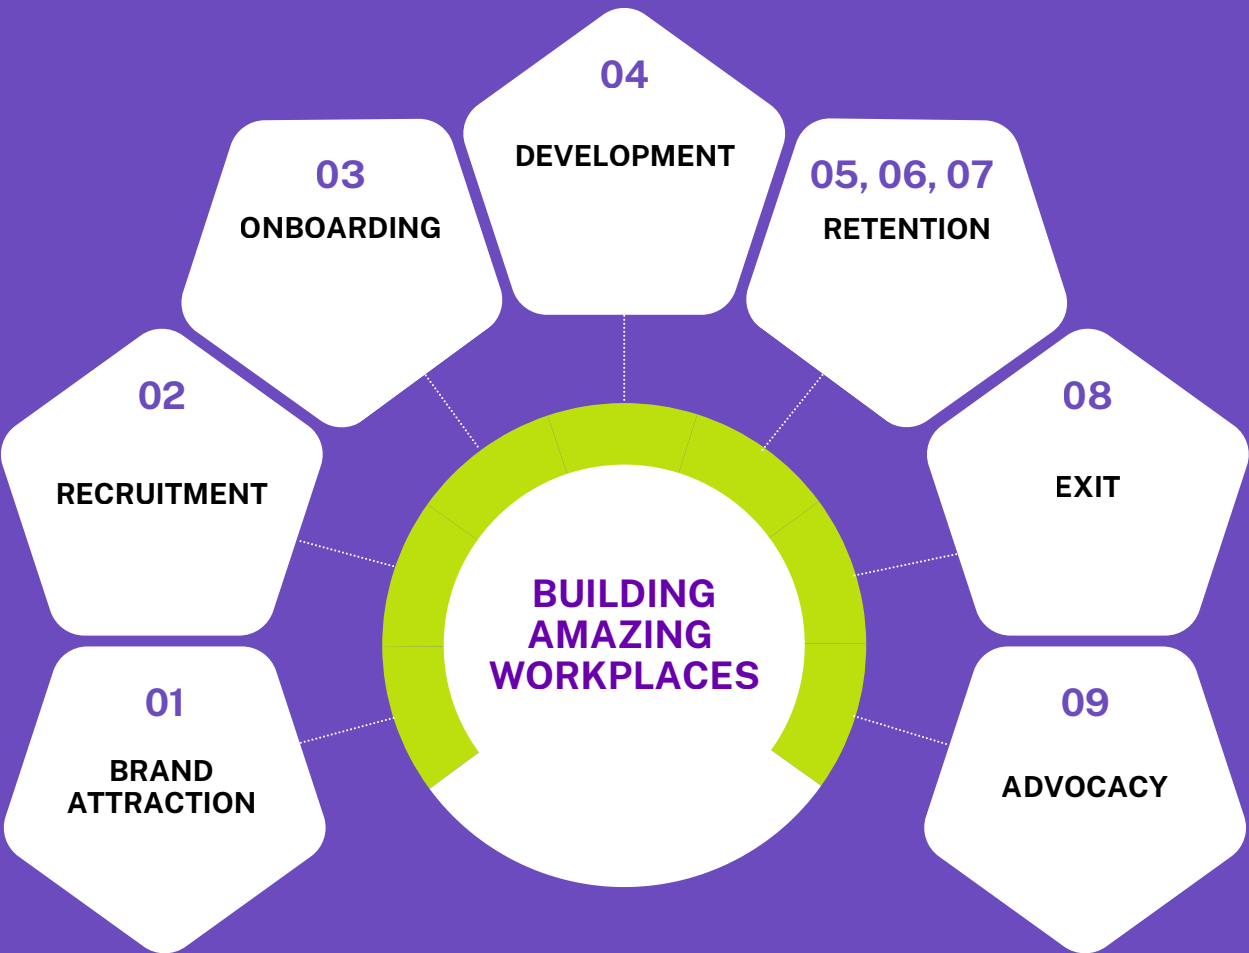 01
BRAND
ATTRACTION
02
RECRUITMENT
03
ONBOARDING
04
DEVELOPMENT
05, 06, 07
RETENTION
08
EXIT
09
ADVOCACY
BUILDING
AMAZING
WORKPLACES